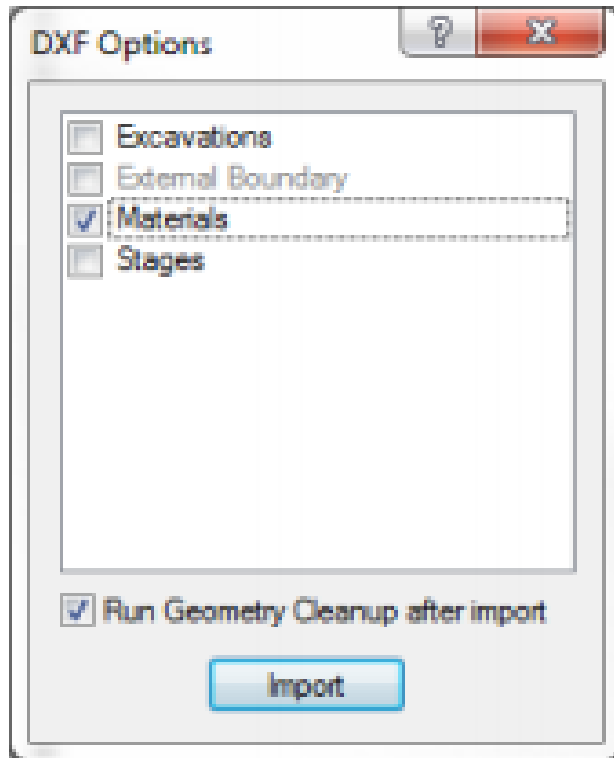 DXF Options
?
Excavations
External Boundary
Materials
Stages
Run Geometry Cleanup after import
Import